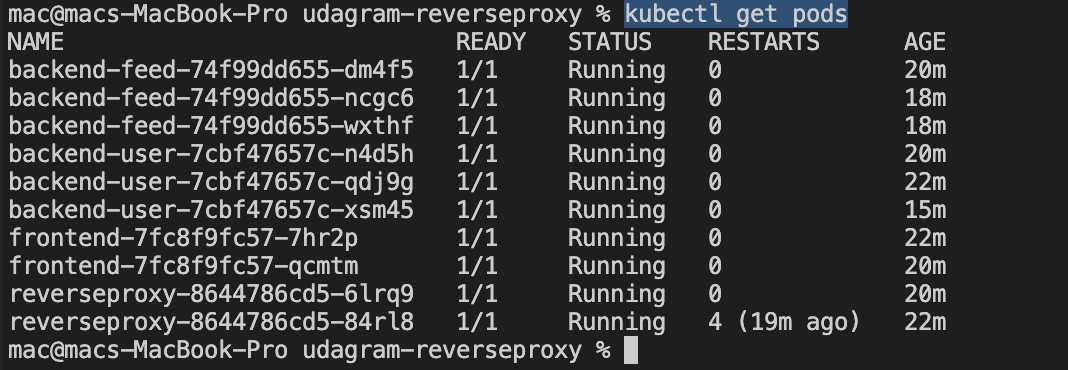 mac@macs-MacBook-Pro udagram-reverseproxy % kubectl get pods
NAME READY STATUS RESTARTS AGE
backend-feed-74f99dd655-dm4f5 1/1 Running 0 20m
backend-feed-74f99dd655-ncgc6 1/1 Running 0 18m
backend-feed-74f99dd655-wxthf 1/1 Running 0 18m
backend-user-7cbf47657c-n4d5h 1/1 Running 0 20m
backend-user-7cbf47657c-qdj9g 1/1 Running 0 22m
backend-user-7cbf47657c-xsm45 1/1 Running 0 15m
frontend-7fc8f9fc57-7hr2p 1/1 Running 0 22m
frontend-7fc8f9fc57-qcmtm 1/1 Running 0 20m
reverseproxy-8644786cd5-6lrq9 1/1 Running 0 20m
reverseproxy-8644786cd5-84rl8 1/1 Running 4 (19m ago) 22m
mac@macs-MacBook-Pro udagram-reverseproxy %